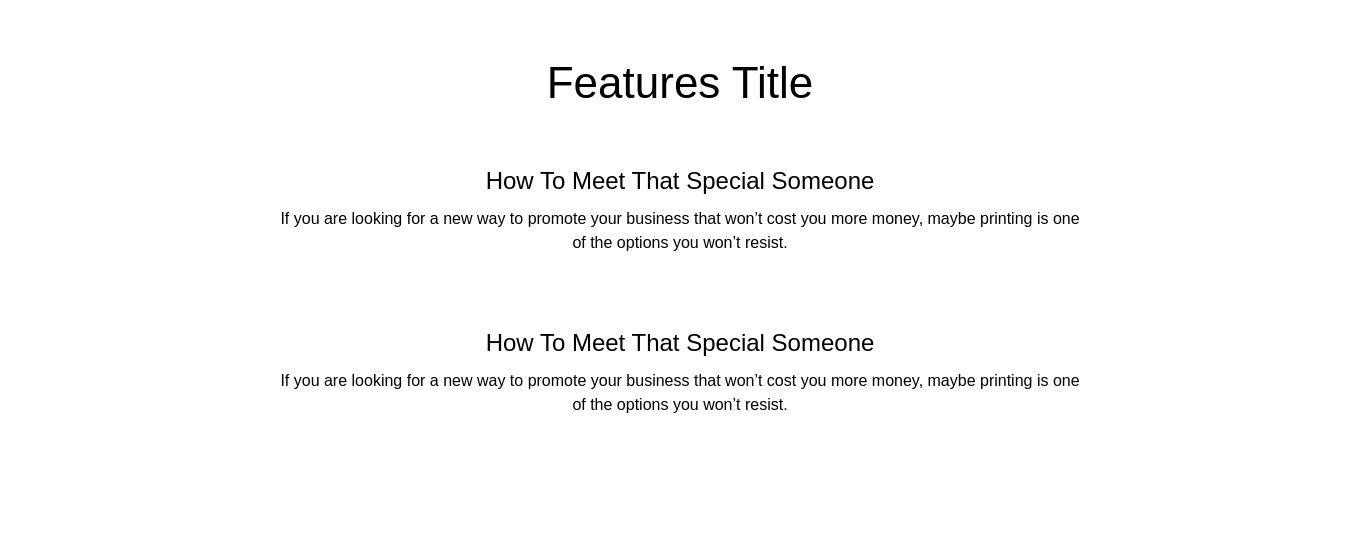 Features Title
How To Meet That Special Someone
If you are looking for a new way to promote your business that won’t cost you more money, maybe printing is one
of the options you won’t resist.
How To Meet That Special Someone
If you are looking for a new way to promote your business that won’t cost you more money, maybe printing is one
of the options you won’t resist.